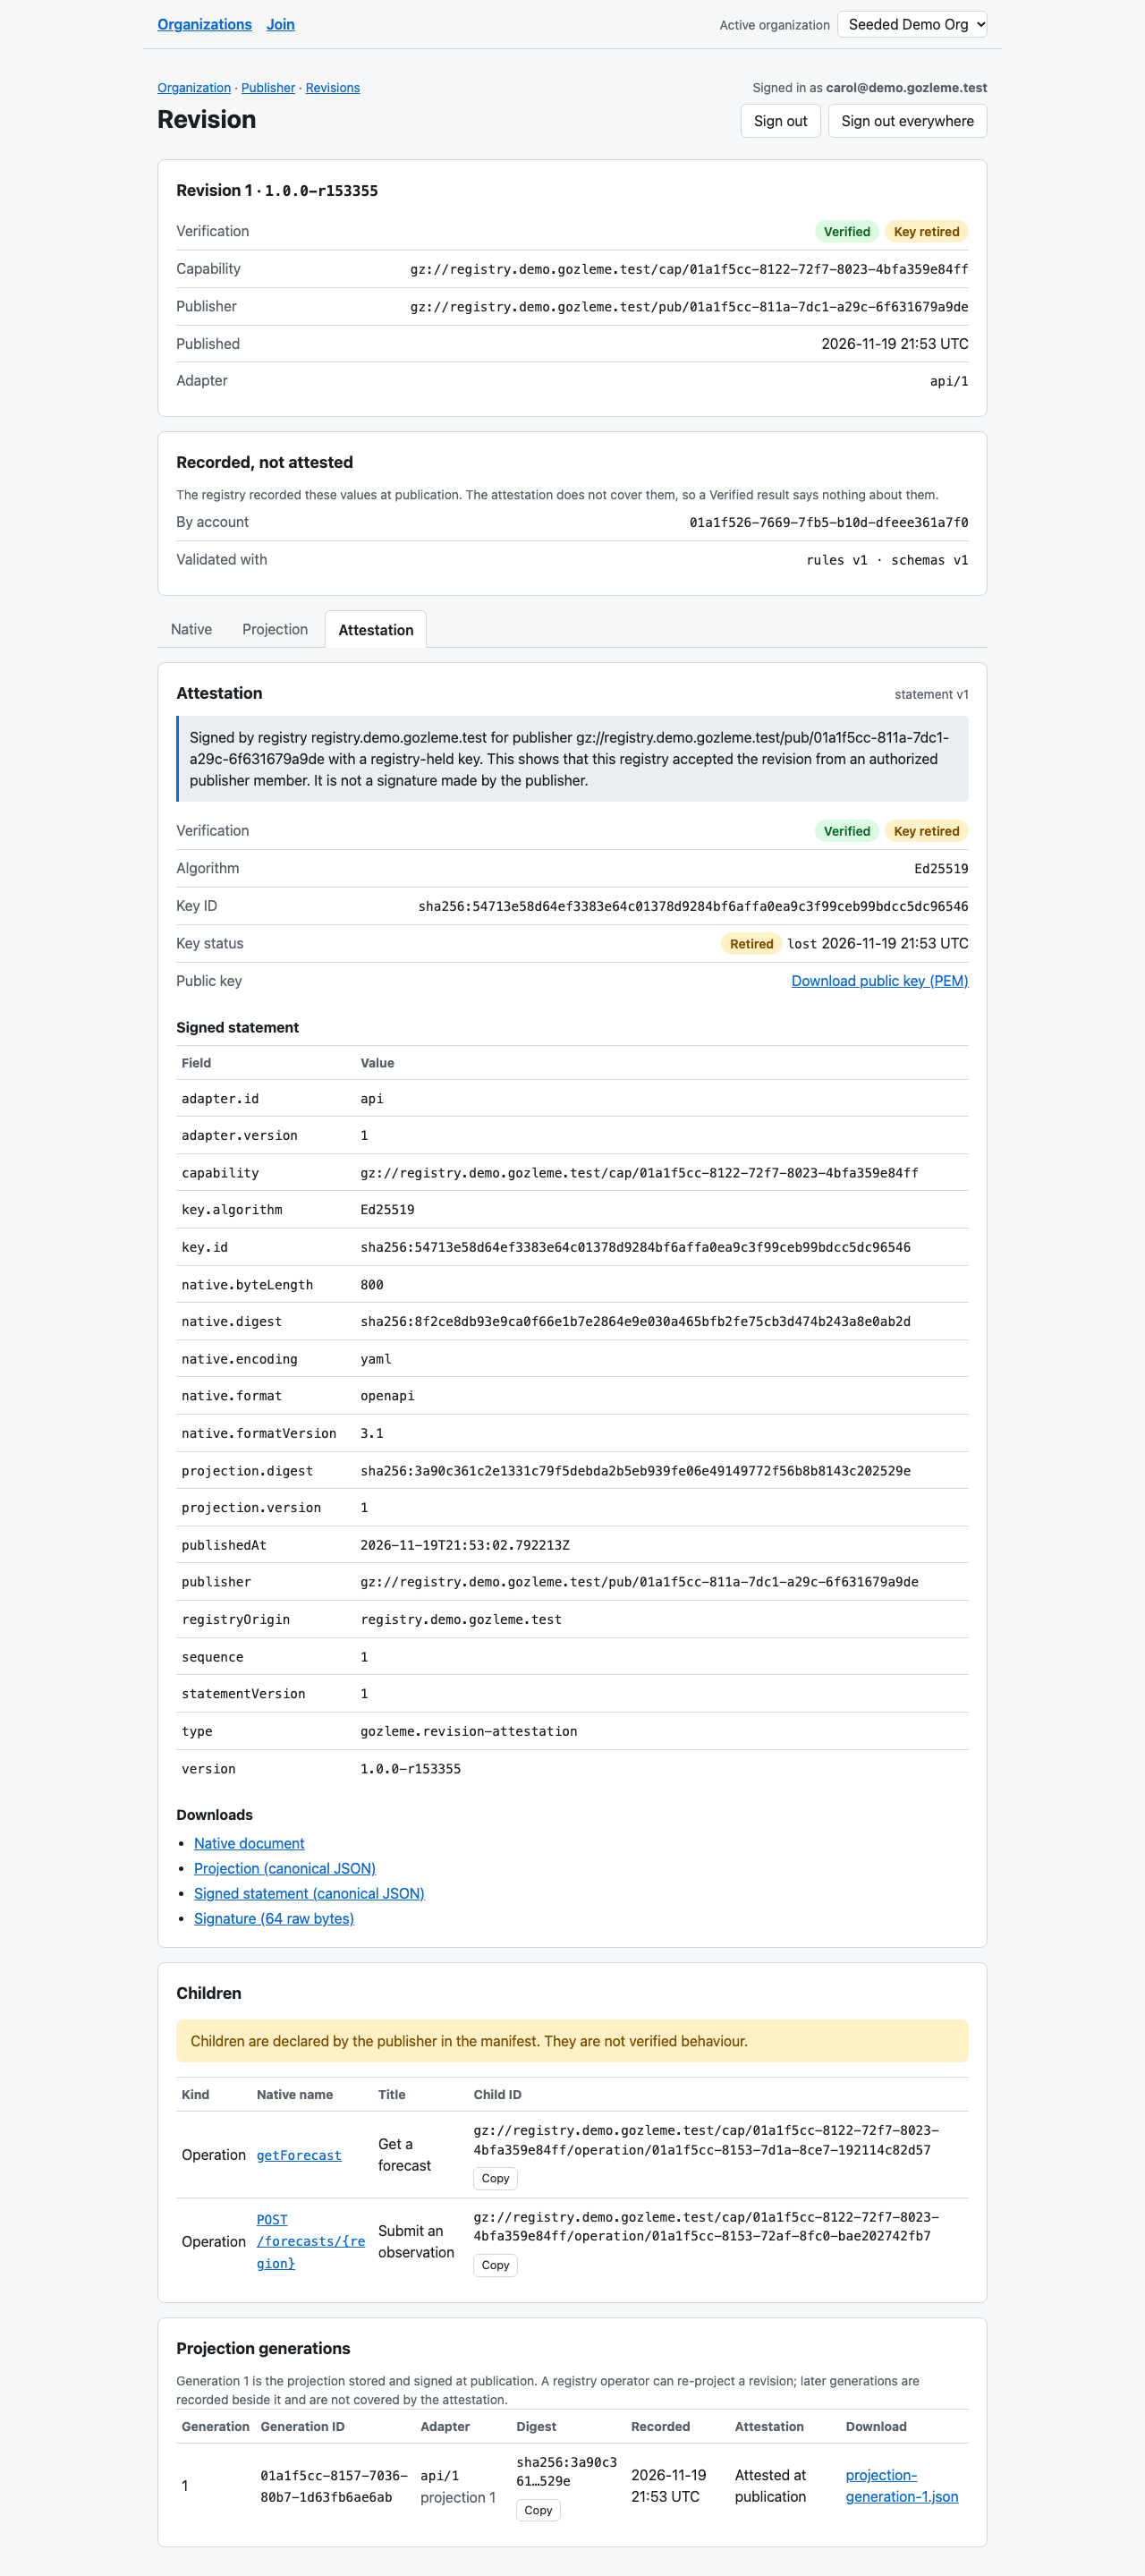 Organizations Join Active organization Seeded Demo Org
Organization · Publisher · Revisions Signed in as carol@demo.gozleme.test
Revision Sign out Sign out everywhere
Revision 1 · 1.0.0-r153355
Verification Verified Key retired
Capability gz://registry.demo.gozleme.test/cap/01a1f5cc-8122-72f7-8023-4bfa359e84ff
Publisher gz://registry.demo.gozleme.test/pub/01a1f5cc-811a-7dc1-a29c-6f631679a9de
Published 2026-11-19 21:53 UTC
Adapter api/1
Recorded, not attested
The registry recorded these values at publication. The attestation does not cover them, so a Verified result says nothing about them.
By account 01a1f526-7669-7fb5-b10d-dfeee361a7f0
Validated with rules v1 · schemas v1
Native Projection Attestation
Attestation statement v1
Signed by registry registry.demo.gozleme.test for publisher gz://registry.demo.gozleme.test/pub/01a1f5cc-811a-7dc1-
a29c-6f631679a9de with a registry-held key. This shows that this registry accepted the revision from an authorized
publisher member. It is not a signature made by the publisher.
Verification Verified Key retired
Algorithm Ed25519
Key ID sha256:54713e58d64ef3383e64c01378d9284bf6affa0ea9c3f99ceb99bdcc5dc96546
Key status Retired lost 2026-11-19 21:53 UTC
Public key Download public key (PEM)
Signed statement
Field Value
adapter.id api
adapter.version 1
capability gz://registry.demo.gozleme.test/cap/01a1f5cc-8122-72f7-8023-4bfa359e84ff
key.algorithm Ed25519
key.id sha256:54713e58d64ef3383e64c01378d9284bf6affa0ea9c3f99ceb99bdcc5dc96546
native.byteLength 800
native.digest sha256:8f2ce8db93e9ca0f66e1b7e2864e9e030a465bfb2fe75cb3d474b243a8e0ab2d
native.encoding yaml
native.format openapi
native.formatVersion 3.1
projection.digest sha256:3a90c361c2e1331c79f5debda2b5eb939fe06e49149772f56b8b8143c202529e
projection.version 1
publishedAt 2026-11-19T21:53:02.792213Z
publisher gz://registry.demo.gozleme.test/pub/01a1f5cc-811a-7dc1-a29c-6f631679a9de
registryOrigin registry.demo.gozleme.test
sequence 1
statementVersion 1
type gozleme.revision-attestation
version 1.0.0-r153355
Downloads
• Native document
• Projection (canonical JSON)
• Signed statement (canonical JSON)
• Signature (64 raw bytes)
Children
Children are declared by the publisher in the manifest. They are not verified behaviour.
Kind Native name Title Child ID
Operation getForecast Get a forecast gz://registry.demo.gozleme.test/cap/01a1f5cc-8122-72f7-8023-
4bfa359e84ff/operation/01a1f5cc-8153-7d1a-8ce7-192114c82d57
Copy
Operation POST /forecasts/{region} Submit an observation gz://registry.demo.gozleme.test/cap/01a1f5cc-8122-72f7-8023-
4bfa359e84ff/operation/01a1f5cc-8153-72af-8fc0-bae202742fb7
Copy
Projection generations
Generation 1 is the projection stored and signed at publication. A registry operator can re-project a revision; later generations are
recorded beside it and are not covered by the attestation.
Generation Generation ID Adapter Digest Recorded Attestation Download
1 01a1f5cc-8157-7036- api/1 sha256:3a90c3 2026-11-19 Attested at projection-
80b7-1d63fb6ae6ab projection 1 61…529e 21:53 UTC publication generation-1.json
Copy